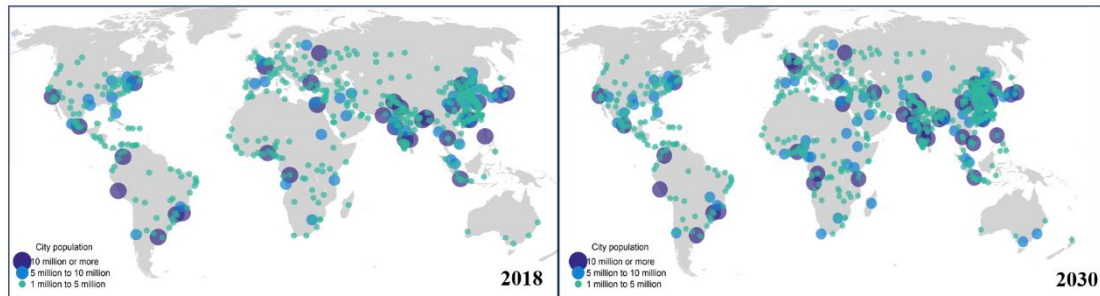 City population
10 million or more
5 million to 10 million
1 million to 5 million
2018
City population
10 million or more
5 million to 10 million
1 million to 5 million
2030